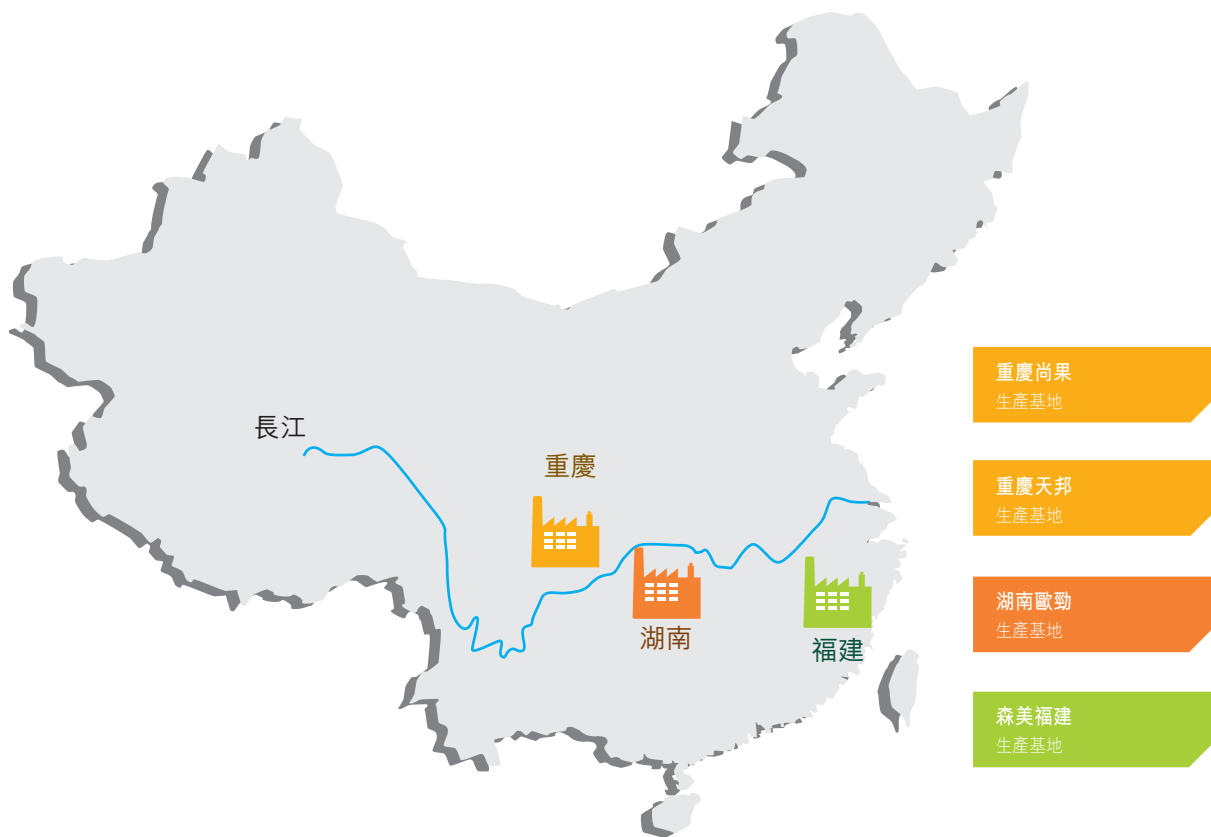 長江
重慶
湖南
福建
重慶尚果
生產基地
重慶天邦
生產基地
湖南歐勁
生產基地
森美福建
生產基地